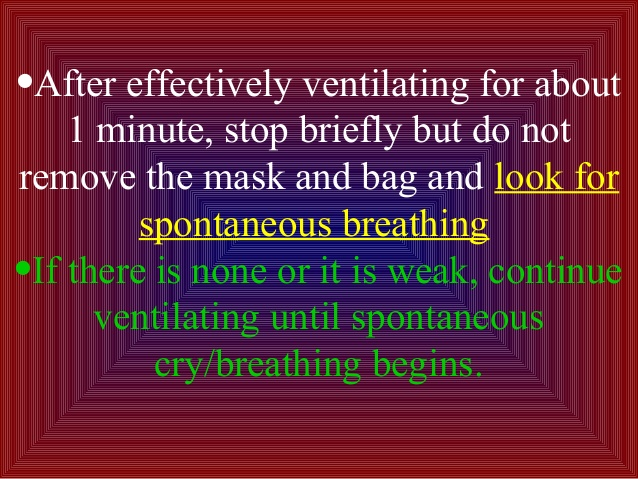 •After effectively ventilating for about
1 minute, stop briefly but do not
remove the mask and bag and look for
spontaneous breathing
•If there is none or it is weak, continue
ventilating until spontaneous
cry/breathing begins.